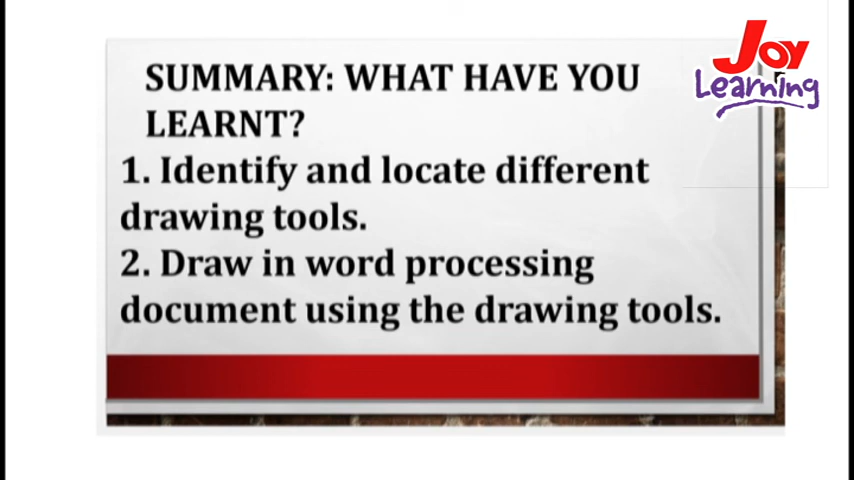 JOY
Learning
SUMMARY: WHAT HAVE YOU
LEARNT?
1. Identify and locate different
drawing tools.
2. Draw in word processing
document using the drawing tools.